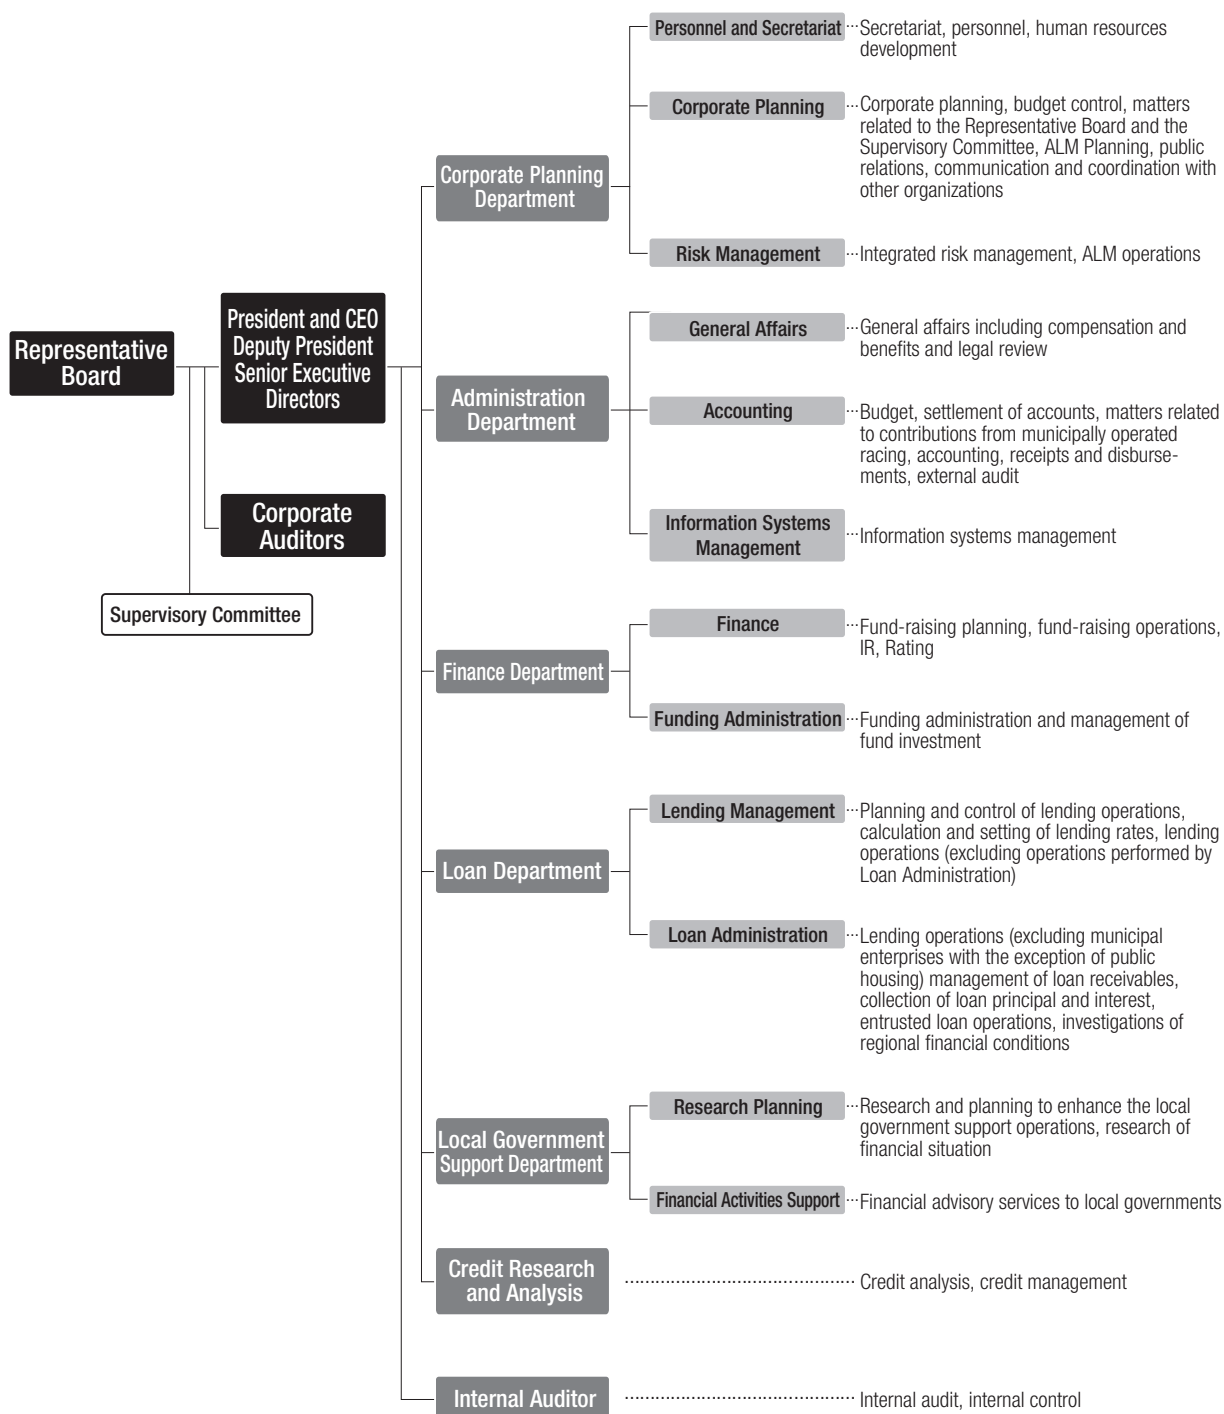 Representative
Board
President and CEO
Deputy President
Senior Executive
Directors
Corporate
Auditors
Supervisory Committee
Corporate Planning
Department
Personnel and Secretariat
Secretariat, personnel, human resources
development
Corporate Planning
Corporate planning, budget control, matters
related to the Representative Board and the
Supervisory Committee, ALM Planning, public
relations, communication and coordination with
other organizations
Risk Management
Integrated risk management, ALM operations
Administration
Department
General Affairs
General affairs including compensation and
benefits and legal review
Accounting
Budget, settlement of accounts, matters related
to contributions from municipally operated
racing, accounting, receipts and disburse-
ments, external audit
Information Systems
Management
Information systems management
Finance Department
Finance
Fund-raising planning, fund-raising operations,
IR, Rating
Funding Administration
Funding administration and management of
fund investment
Loan Department
Lending Management
Planning and control of lending operations,
calculation and setting of lending rates, lending
operations (excluding operations performed by
Loan Administration)
Loan Administration
Lending operations (excluding municipal
enterprises with the exception of public
housing) management of loan receivables,
collection of loan principal and interest,
entrusted loan operations, investigations of
regional financial conditions
Local Government
Support Department
Research Planning
Research and planning to enhance the local
government support operations, research of
financial situation
Financial Activities Support
Financial advisory services to local governments
Credit Research
and Analysis
Credit analysis, credit management
Internal Auditor
Internal audit, internal control